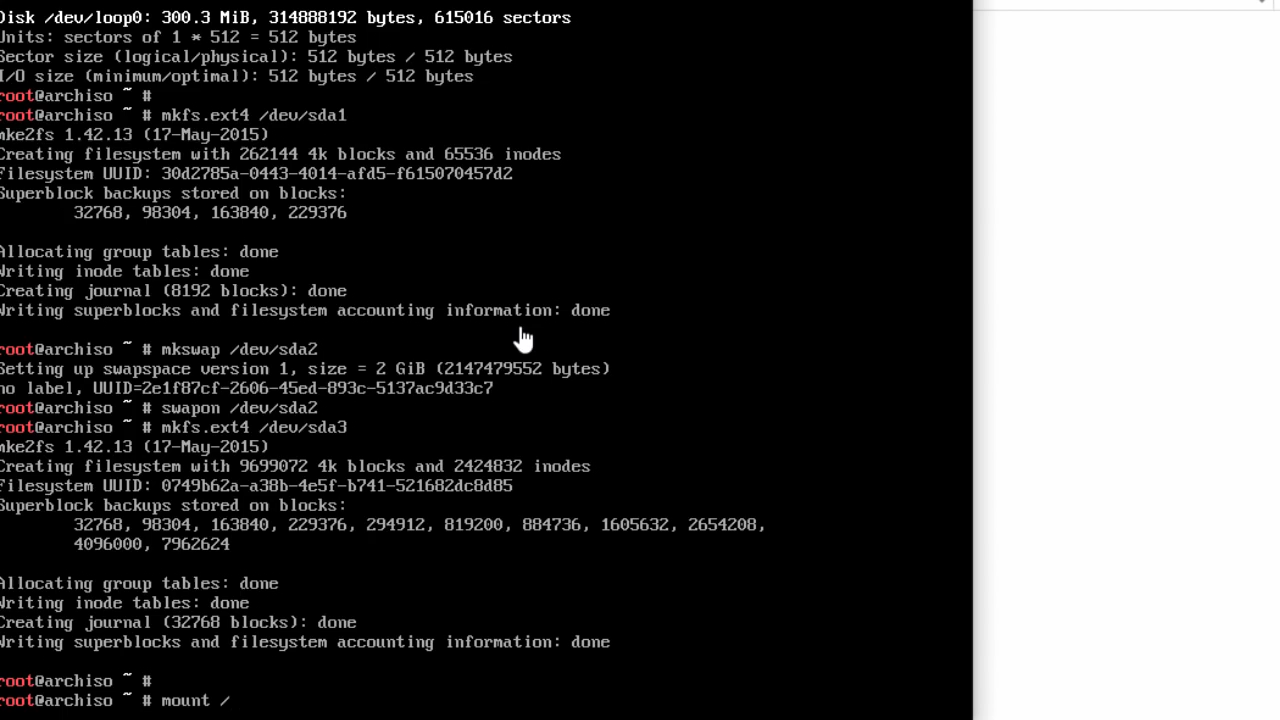 Disk /dev/loop0: 300.3 MiB, 314888192 bytes, 615016 sectors
Units: sectors of 1 * 512 = 512 bytes
Sector size (logical/physical): 512 bytes / 512 bytes
I/O size (minimum/optimal): 512 bytes / 512 bytes
root@archiso ~ #
root@archiso ~ # mkfs.ext4 /dev/sda1
mke2fs 1.42.13 (17-May-2015)
Creating filesystem with 262144 4k blocks and 65536 inodes
Filesystem UUID: 30d2785a-0443-4014-afd5-f615070457d2
Superblock backups stored on blocks:
32768, 98304, 163840, 229376
Allocating group tables: done
Writing inode tables: done
Creating journal (8192 blocks): done
Writing superblocks and filesystem accounting information: done
root@archiso ~ # mkswap /dev/sda2
Setting up swapspace version 1, size = 2 GiB (2147479552 bytes)
no label, UUID=2e1f87cf-2606-45ed-893c-5137ac9d33c7
root@archiso ~ # swapon /dev/sda2
root@archiso ~ # mkfs.ext4 /dev/sda3
mke2fs 1.42.13 (17-May-2015)
Creating filesystem with 9699072 4k blocks and 2424832 inodes
Filesystem UUID: 0749b62a-a38b-4e5f-b741-521682dc8d85
Superblock backups stored on blocks:
32768, 98304, 163840, 229376, 294912, 819200, 884736, 1605632, 2654208,
4096000, 7962624
Allocating group tables: done
Writing inode tables: done
Creating journal (32768 blocks): done
Writing superblocks and filesystem accounting information: done
root@archiso ~ #
root@archiso ~ # mount /